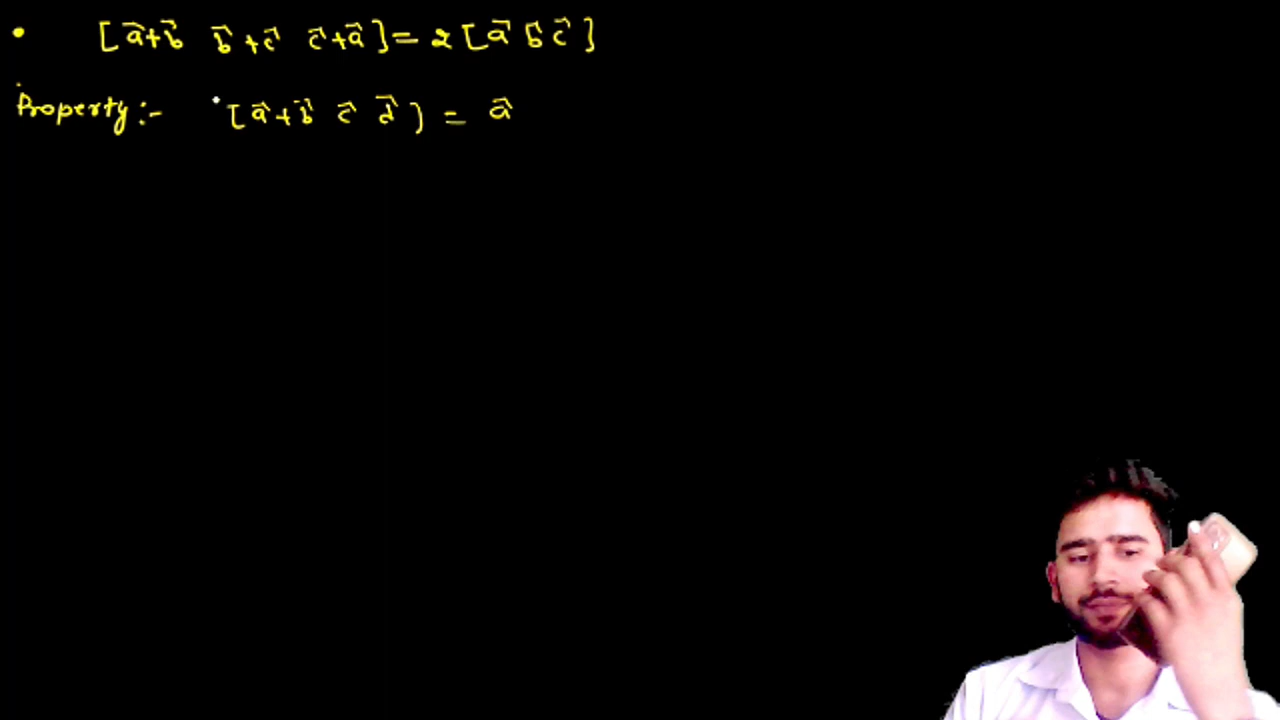 • [a⃗+b⃗ b⃗+c⃗ c⃗+a⃗] = 2[a⃗ b⃗ c⃗]
Property:- [a⃗+b⃗ c⃗ d⃗] = a⃗